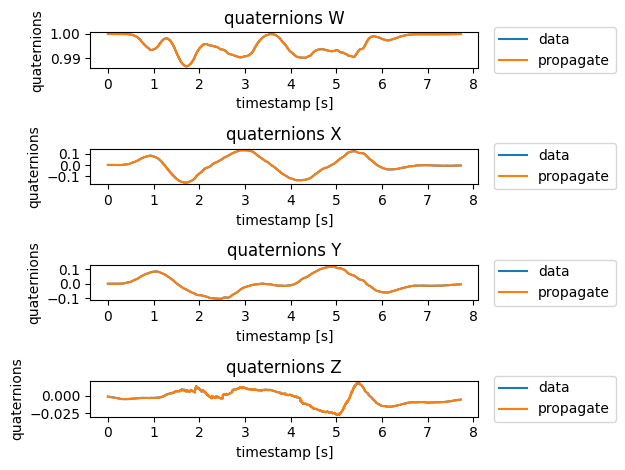 quaternions W
quaternions
1.00
0.99
0 1 2 3 4 5 6 7 8
timestamp [s]
data
propagate
quaternions X
quaternions
0.1
0.0
−0.1
0 1 2 3 4 5 6 7 8
timestamp [s]
data
propagate
quaternions Y
quaternions
0.1
0.0
−0.1
0 1 2 3 4 5 6 7 8
timestamp [s]
data
propagate
quaternions Z
quaternions
0.000
−0.025
0 1 2 3 4 5 6 7 8
timestamp [s]
data
propagate